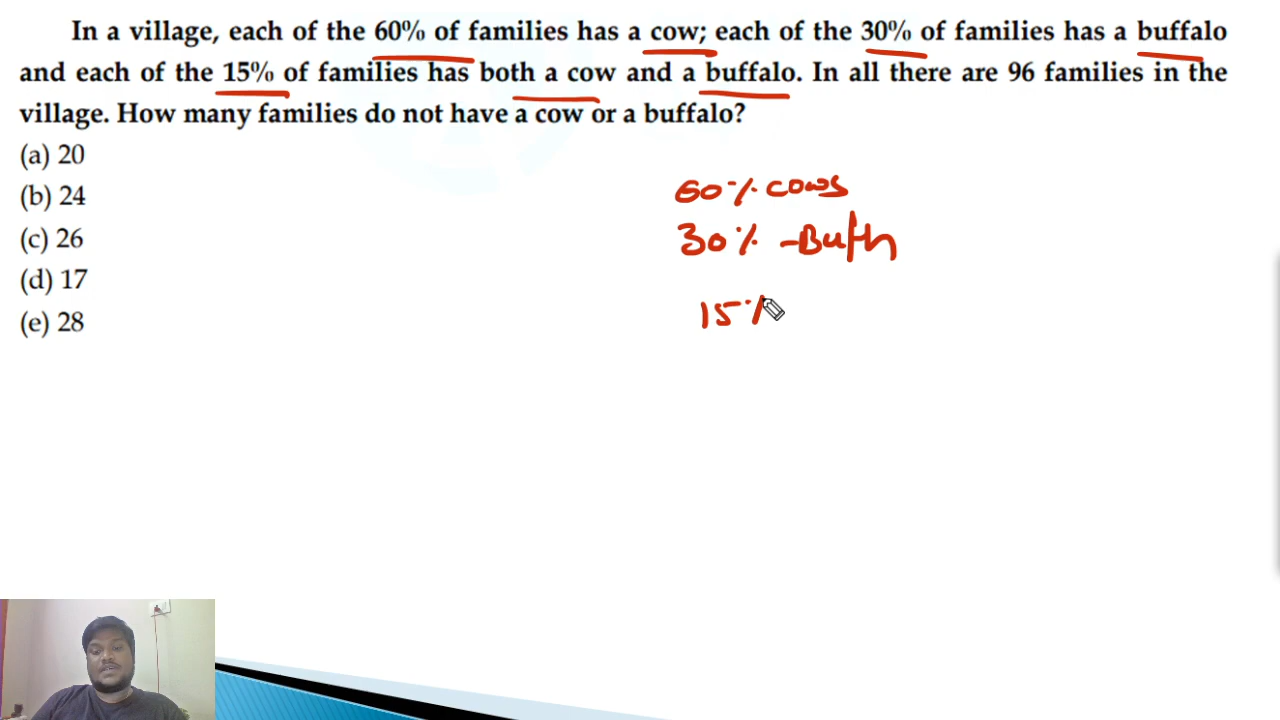 In a village, each of the 60% of families has a cow; each of the 30% of families has a buffalo
and each of the 15% of families has both a cow and a buffalo. In all there are 96 families in the
village. How many families do not have a cow or a buffalo?
(a) 20
(b) 24
(c) 26
(d) 17
(e) 28
60% cows
30% -
15%